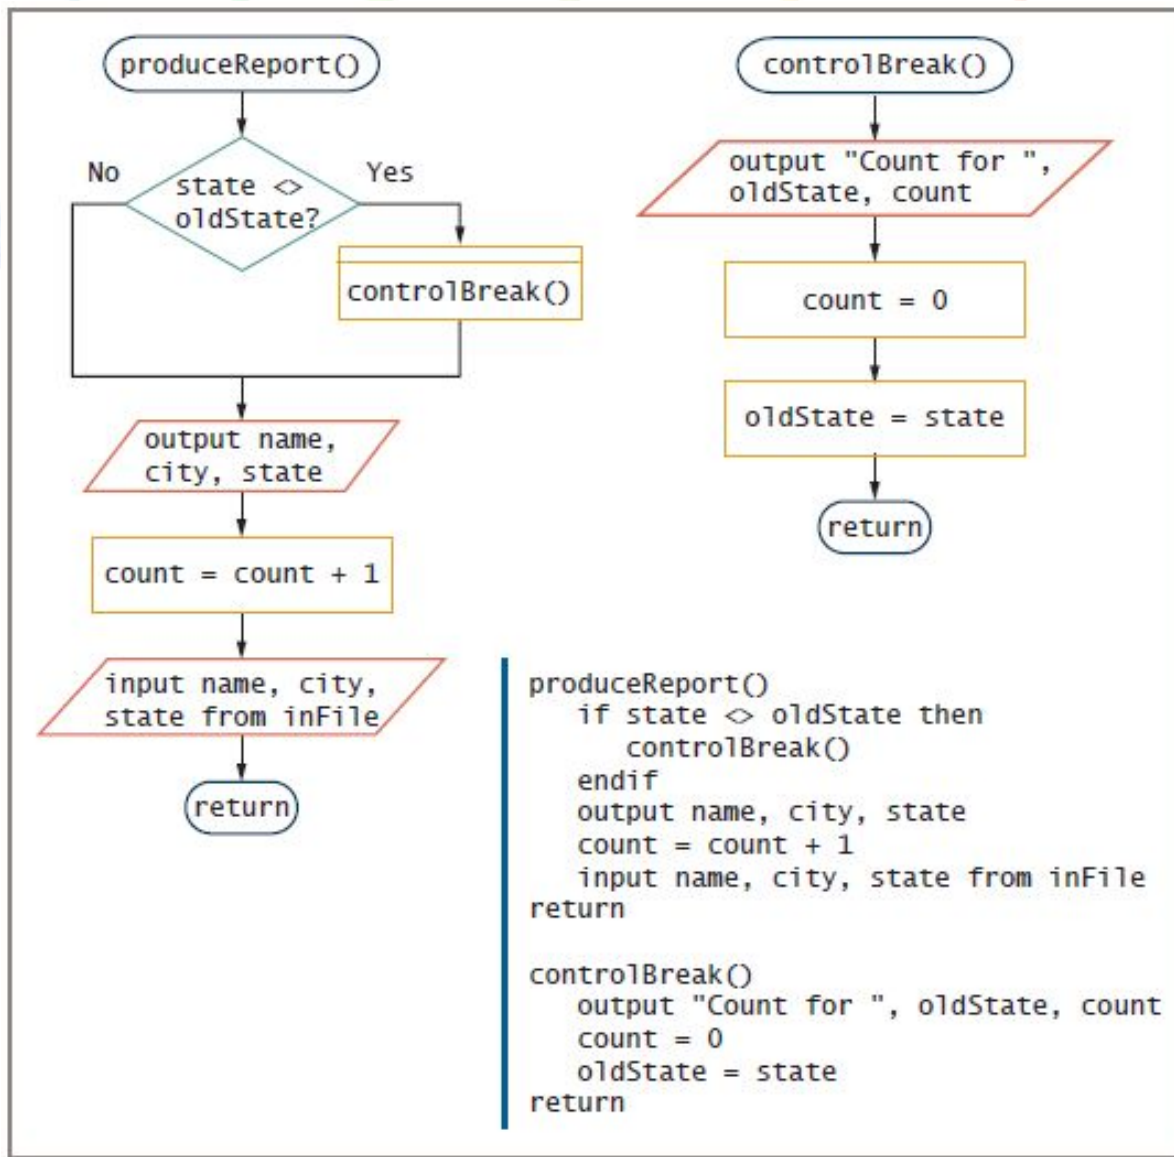 produceReport()
No
state <>
oldState?
Yes
controlBreak()
output name,
city, state
count = count + 1
input name, city,
state from inFile
return
controlBreak()
output "Count for ",
oldState, count
count = 0
oldState = state
return
produceReport()
if state <> oldState then
controlBreak()
endif
output name, city, state
count = count + 1
input name, city, state from inFile
return
controlBreak()
output "Count for ", oldState, count
count = 0
oldState = state
return